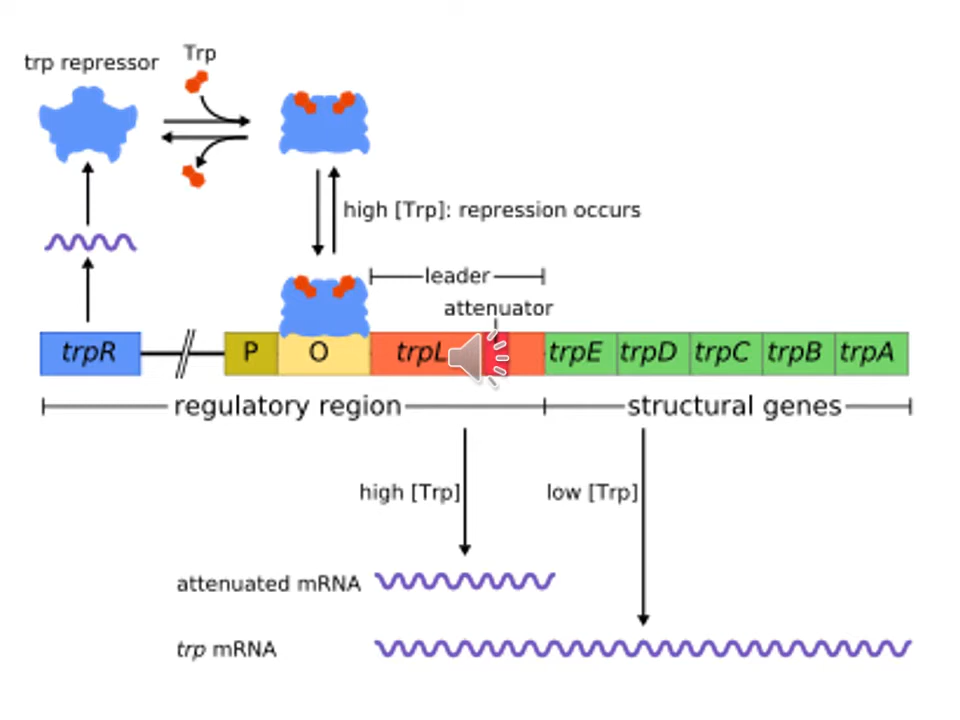 Trp
trp repressor
high [Trp]: repression occurs
leader
attenuator
trpR
P
O
trpL
trpE
trpD
trpC
trpB
trpA
regulatory region
structural genes
high [Trp]
low [Trp]
attenuated mRNA
trp mRNA